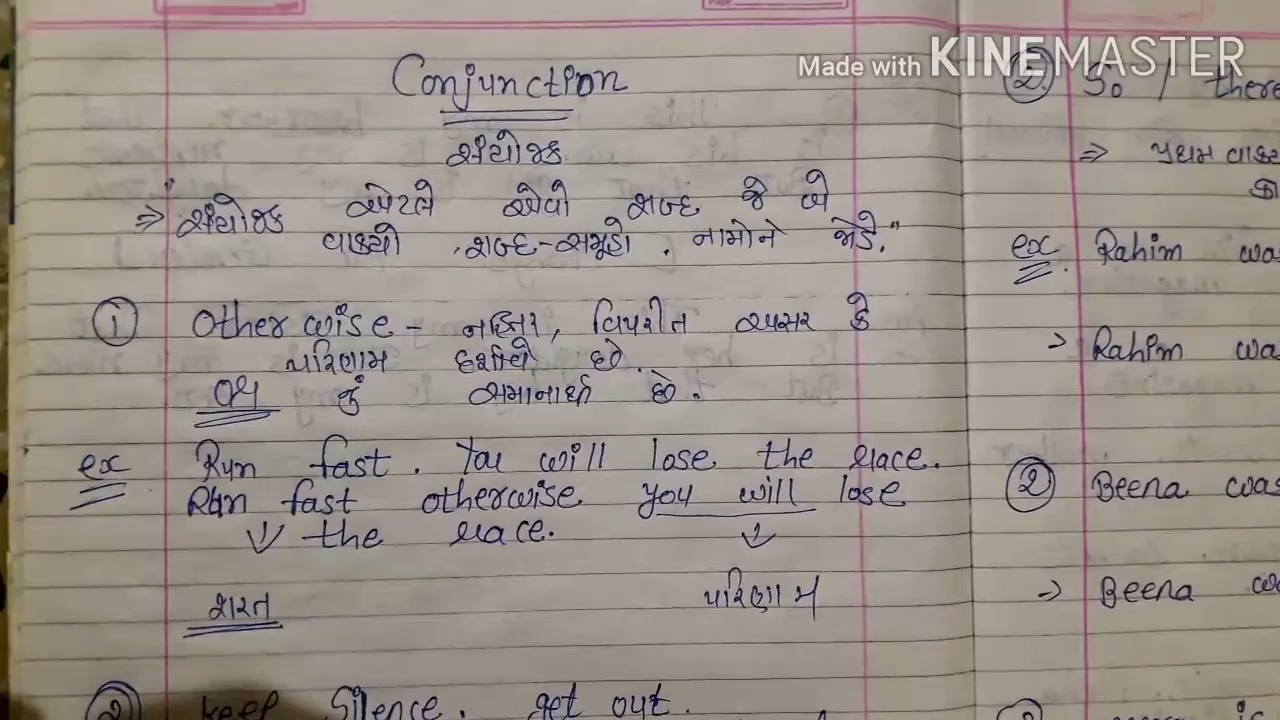 Made with KINEMASTER
Conjunction
સંયોજક
⇒ સંયોજક એટલે એવો શબ્દ જે બે
વાક્યો, શબ્દ-સમૂહો, નામોને જોડે."
① Otherwise - નહિતર, વિપરીત અસર કે
પરિણામ દર્શાવે છે.
નું સમાનાર્થી છે.
ex Run fast. You will lose the race.
Run fast otherwise you will lose
↓ the race. ↓
શરત પરિણામ
② keep Silence. get out.
② So / there
⇒ પ્રથમ
ex. Rahim wa
→ Rahim wa
② Beena was
→ Beena wa